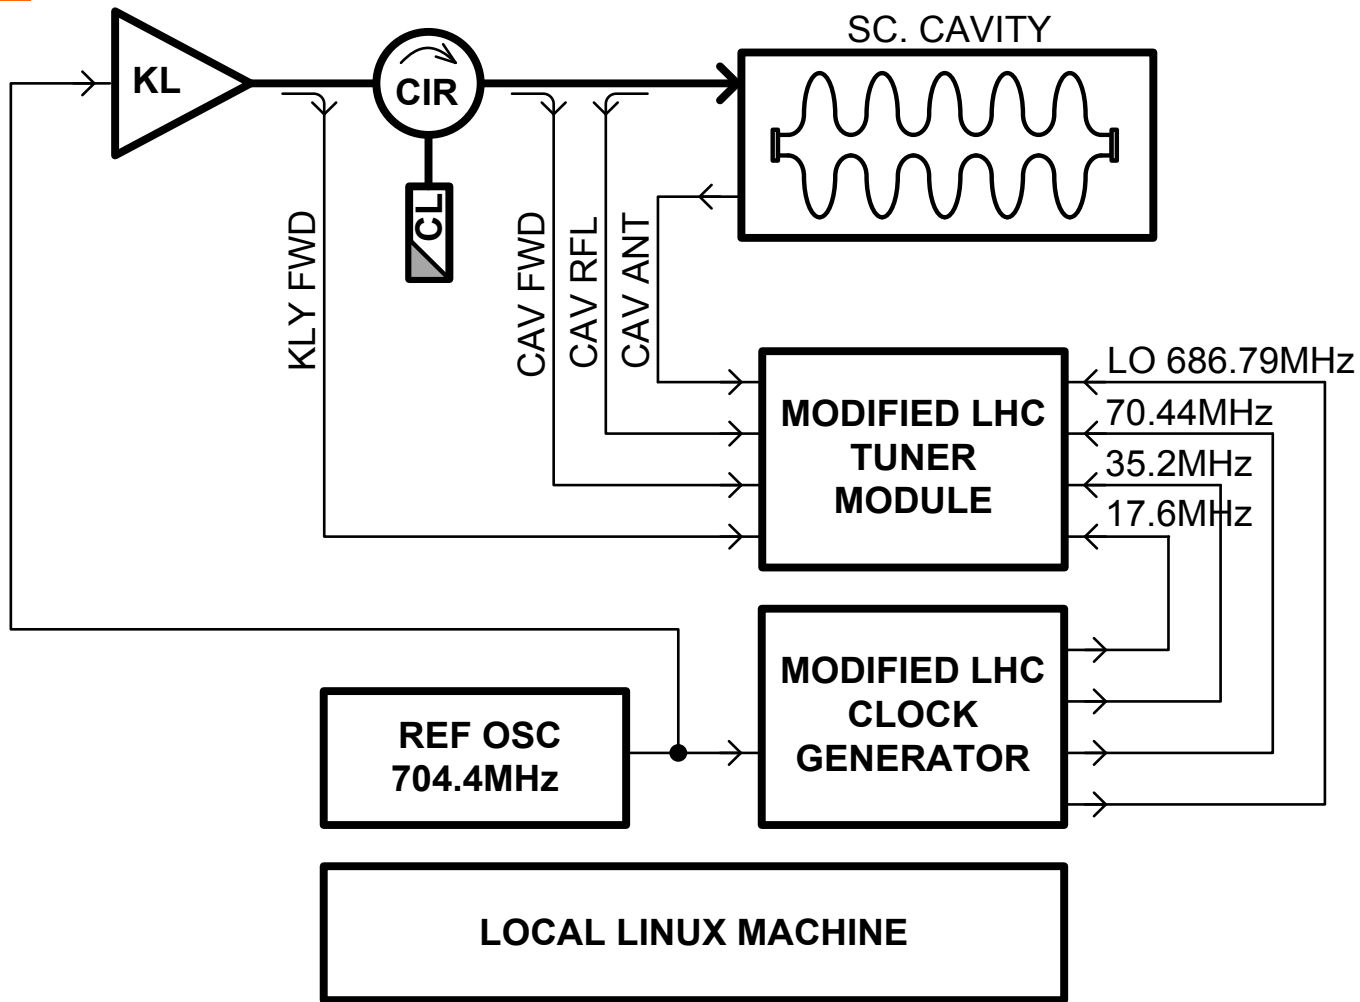 SC. CAVITY
KL
CIR
CL
KLY FWD
CAV FWD
CAV RFL
CAV ANT
MODIFIED LHC
TUNER
MODULE
LO 686.79MHz
70.44MHz
35.2MHz
17.6MHz
MODIFIED LHC
CLOCK
GENERATOR
REF OSC
704.4MHz
LOCAL LINUX MACHINE